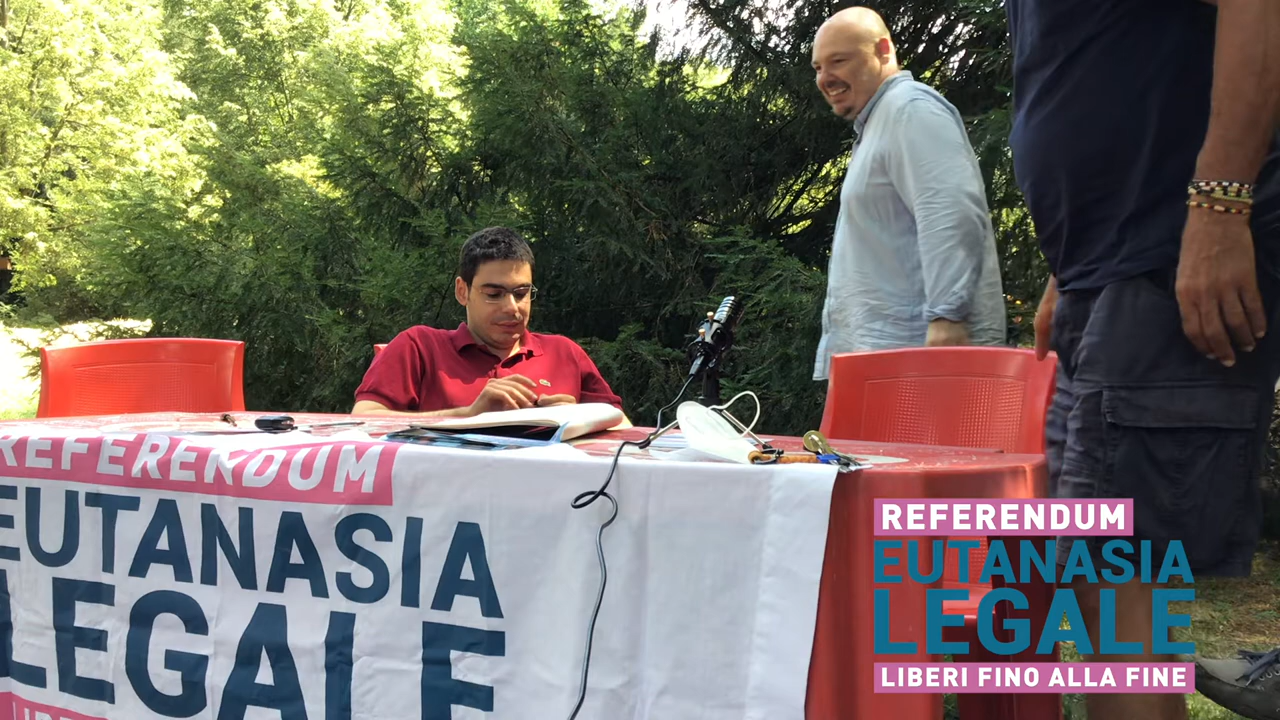 REFERENDUM
EUTANASIA
LEGALE
REFERENDUM
EUTANASIA
LEGALE
LIBERI FINO ALLA FINE